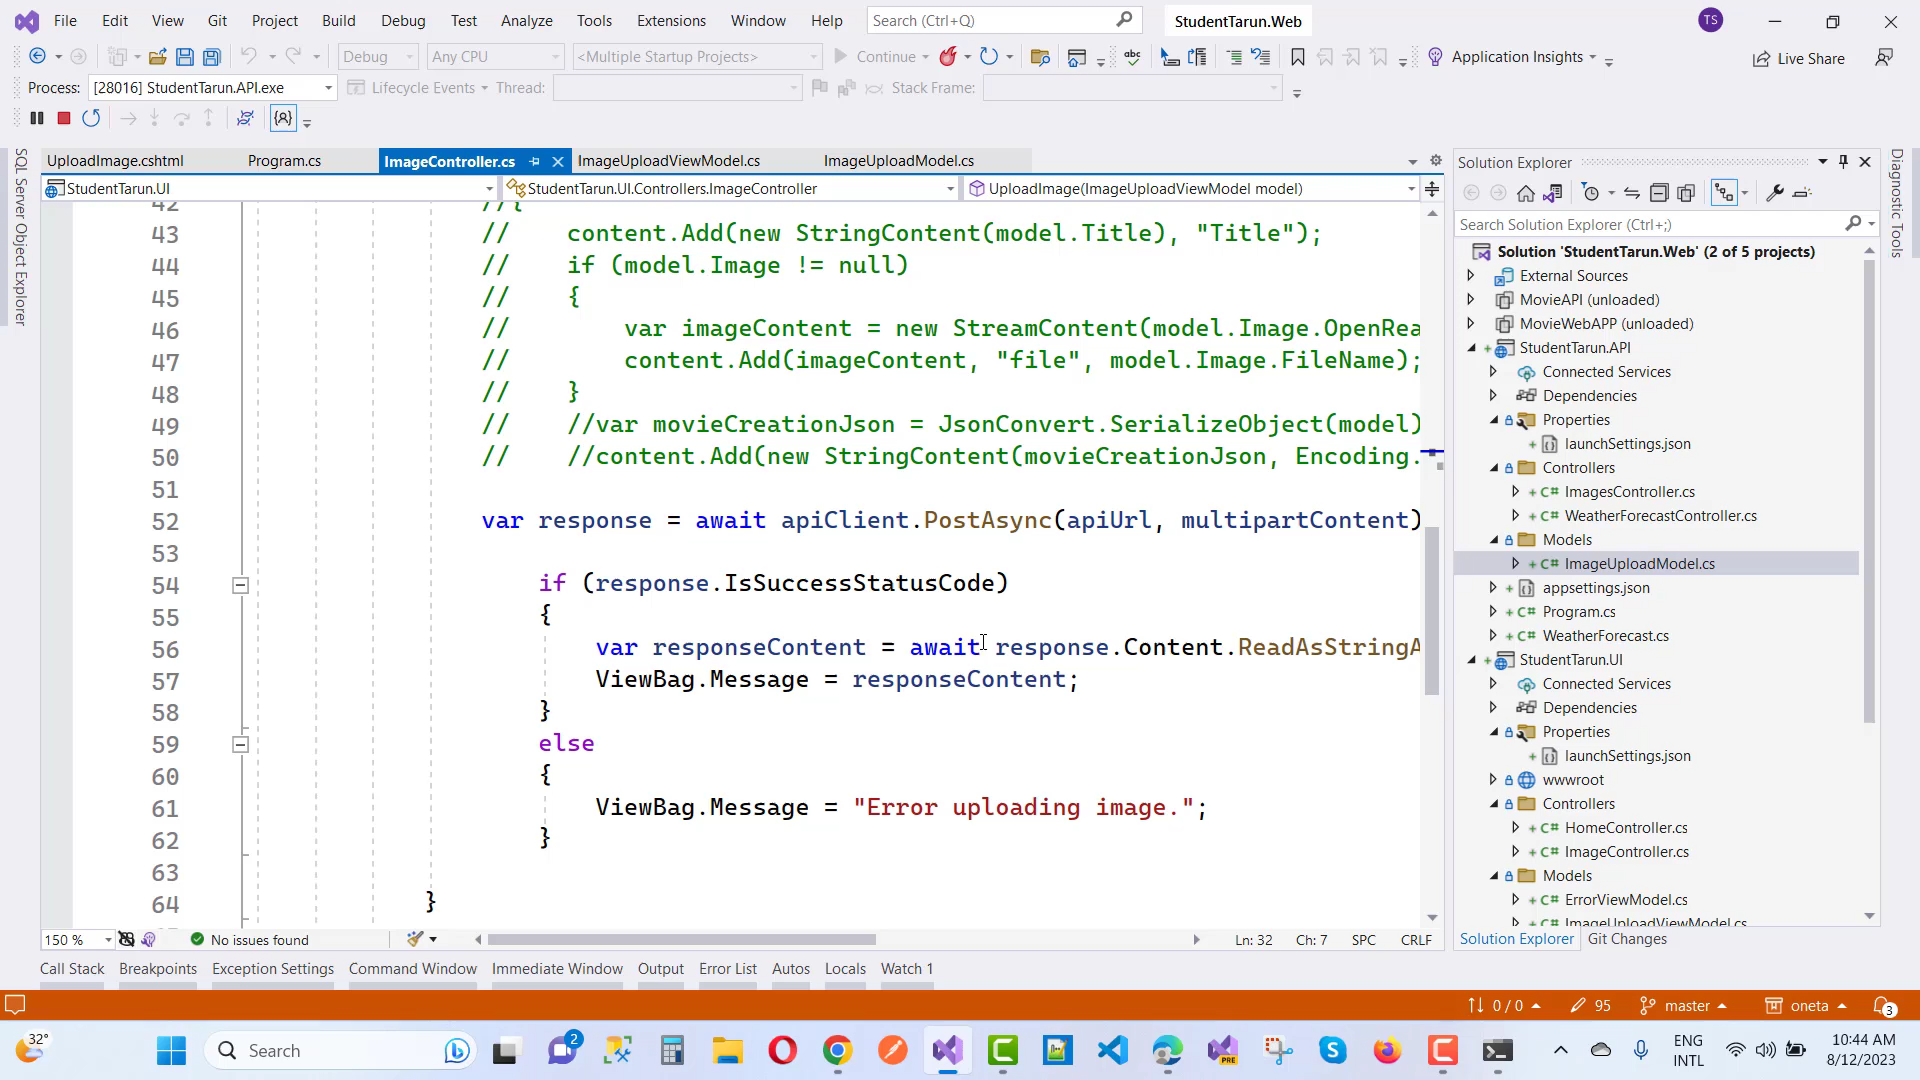 File Edit View Git Project Build Debug Test Analyze Tools Extensions Window Help Search (Ctrl+Q) StudentTarun.Web TS
Debug Any CPU <Multiple Startup Projects> Continue abc Application Insights Live Share
Process: [28016] StudentTarun.API.exe Lifecycle Events Thread: Stack Frame:
SQL Server Object Explorer
UploadImage.cshtml Program.cs ImageController.cs ImageUploadViewModel.cs ImageUploadModel.cs
StudentTarun.UI StudentTarun.UI.Controllers.ImageController UploadImage(ImageUploadViewModel model)
42 //{
43 // content.Add(new StringContent(model.Title), "Title");
44 // if (model.Image != null)
45 // {
46 // var imageContent = new StreamContent(model.Image.OpenRea
47 // content.Add(imageContent, "file", model.Image.FileName);
48 // }
49 // //var movieCreationJson = JsonConvert.SerializeObject(model)
50 // //content.Add(new StringContent(movieCreationJson, Encoding.
51
52 var response = await apiClient.PostAsync(apiUrl, multipartContent)
53
54 if (response.IsSuccessStatusCode)
55 {
56 var responseContent = await response.Content.ReadAsStringA
57 ViewBag.Message = responseContent;
58 }
59 else
60 {
61 ViewBag.Message = "Error uploading image.";
62 }
63
64 }
150 % No issues found Ln: 32 Ch: 7 SPC CRLF
Solution Explorer
Search Solution Explorer (Ctrl+;)
Solution 'StudentTarun.Web' (2 of 5 projects)
External Sources
MovieAPI (unloaded)
MovieWebAPP (unloaded)
StudentTarun.API
Connected Services
Dependencies
Properties
launchSettings.json
Controllers
C# ImagesController.cs
C# WeatherForecastController.cs
Models
C# ImageUploadModel.cs
appsettings.json
C# Program.cs
C# WeatherForecast.cs
StudentTarun.UI
Connected Services
Dependencies
Properties
launchSettings.json
wwwroot
Controllers
C# HomeController.cs
C# ImageController.cs
Models
C# ErrorViewModel.cs
C# ImageUploadViewModel.cs
Solution Explorer Git Changes
Diagnostic Tools
Call Stack Breakpoints Exception Settings Command Window Immediate Window Output Error List Autos Locals Watch 1
0 / 0 95 master oneta 3
32° Search 2 PRE ENG INTL 10:44 AM 8/12/2023